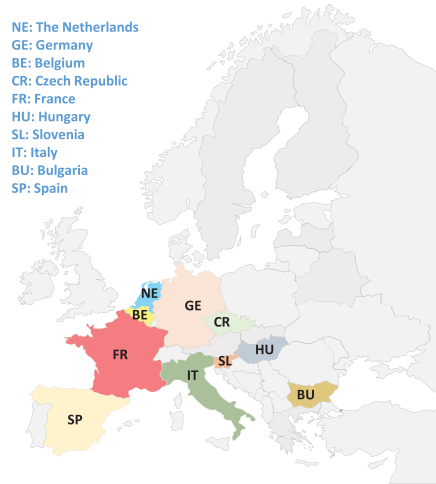 NE: The Netherlands
GE: Germany
BE: Belgium
CR: Czech Republic
FR: France
HU: Hungary
SL: Slovenia
IT: Italy
BU: Bulgaria
SP: Spain
NE
GE
BE
CR
FR
HU
SL
IT
BU
SP